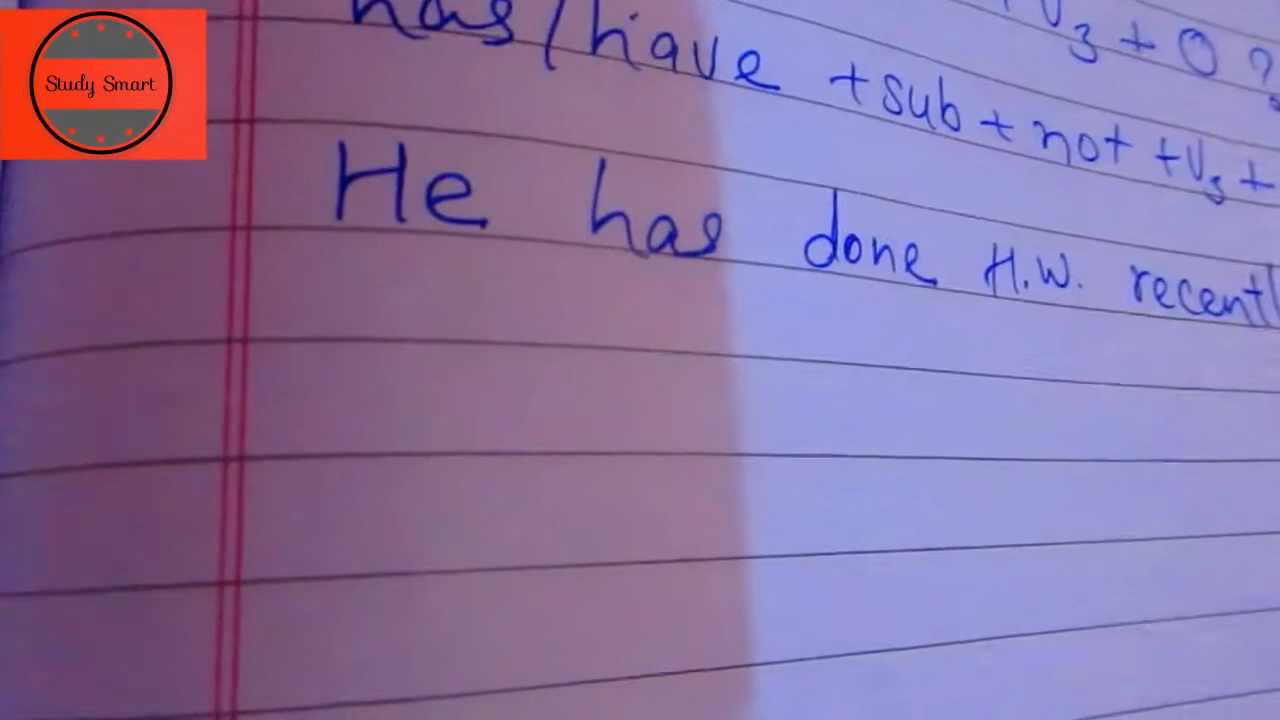 Study Smart
V3 + O ?
has/have + sub + not + V3 +
He has done H.W. recentl